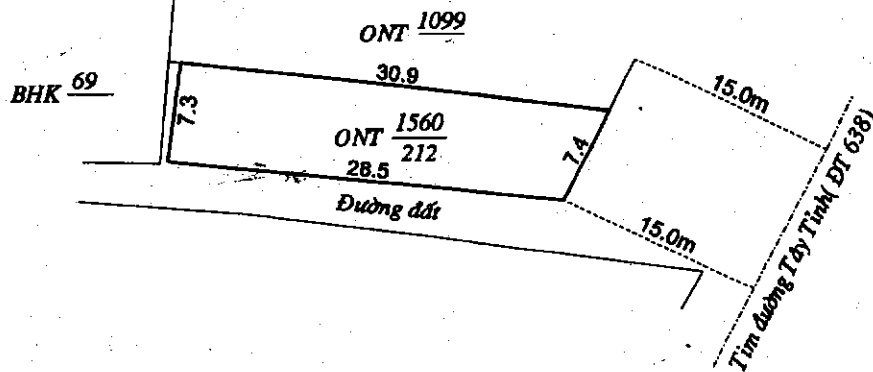 ONT 1099
30.9
15.0m
BHK 69
7.3
ONT 1560
212
7.4
28.5
Đường đất
15.0m
Tim đường Tây Tỉnh( ĐT 638)